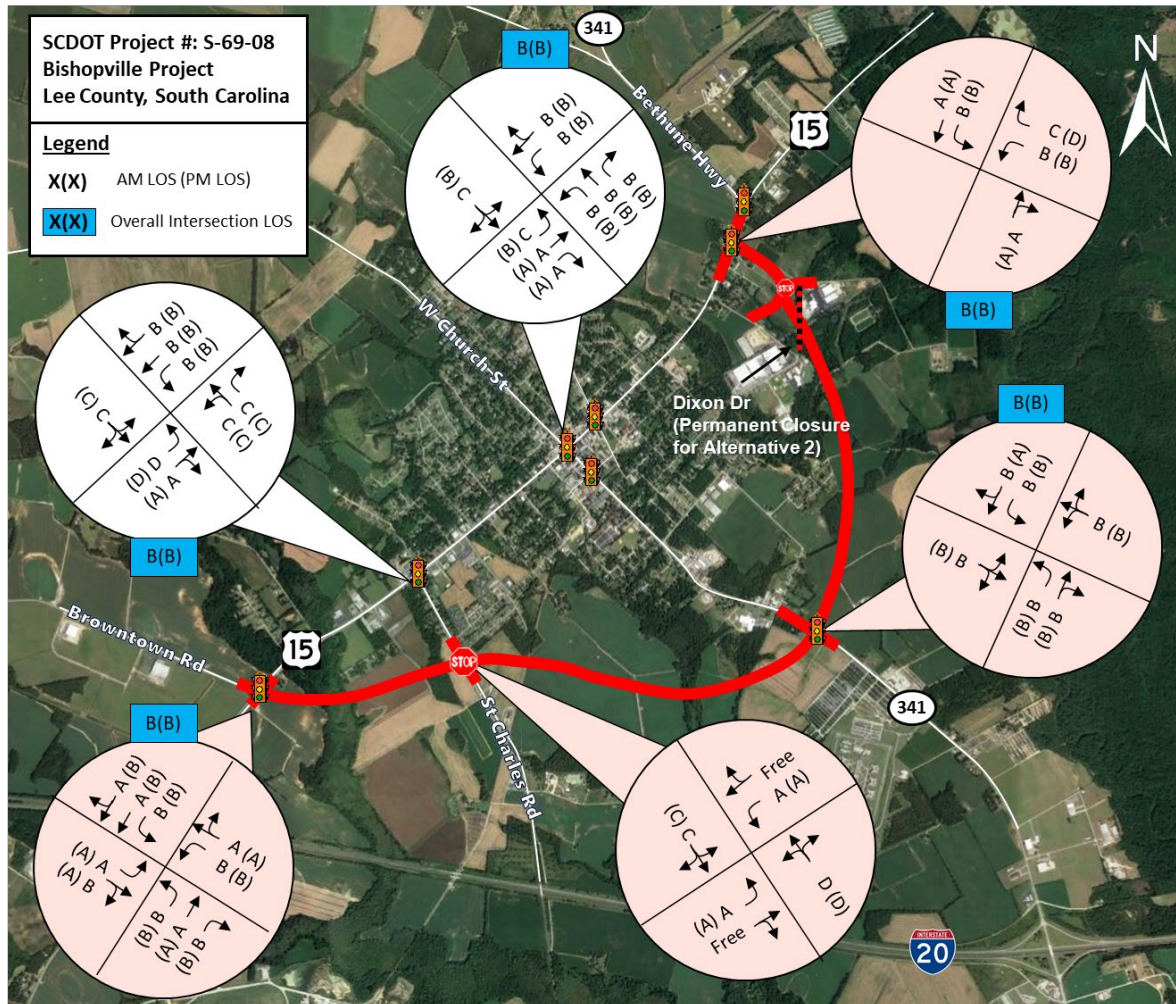 SCDOT Project #: S-69-08
Bishopville Project
Lee County, South Carolina
Legend
X(X) AM LOS (PM LOS)
X(X) Overall Intersection LOS
341
B(B)
Bethune Hwy
15
N
B (B)
B (B)
(B) C
B (B)
B (B)
B (B)
(B) C
(A) A
(A) A
A (A)
B (B)
C (D)
B (B)
(A) A
B(B)
STOP
W Church St
Dixon Dr
(Permanent Closure
for Alternative 2)
B (B)
B (B)
B (B)
(C) C
C (C)
C (C)
(D) D
(A) A
B(B)
B(B)
B (A)
B (B)
B (B)
(B) B
(B) B
(B) B
Browntown Rd
15
STOP
St Charles Rd
341
B(B)
A (B)
A (B)
B (B)
(A) A
(A) B
A (A)
B (B)
(B) B
(A) A
(B) B
Free
A (A)
(C) C
D (D)
(A) A
Free
INTERSTATE
20